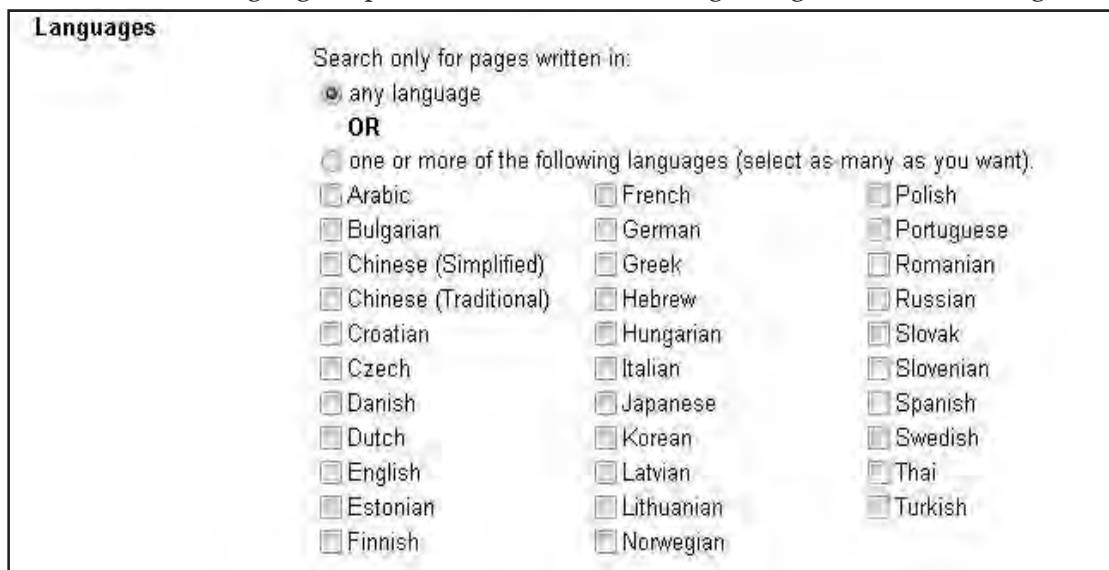 Languages
Search only for pages written in:
any language
OR
one or more of the following languages (select as many as you want).
Arabic French Polish
Bulgarian German Portuguese
Chinese (Simplified) Greek Romanian
Chinese (Traditional) Hebrew Russian
Croatian Hungarian Slovak
Czech Italian Slovenian
Danish Japanese Spanish
Dutch Korean Swedish
English Latvian Thai
Estonian Lithuanian Turkish
Finnish Norwegian